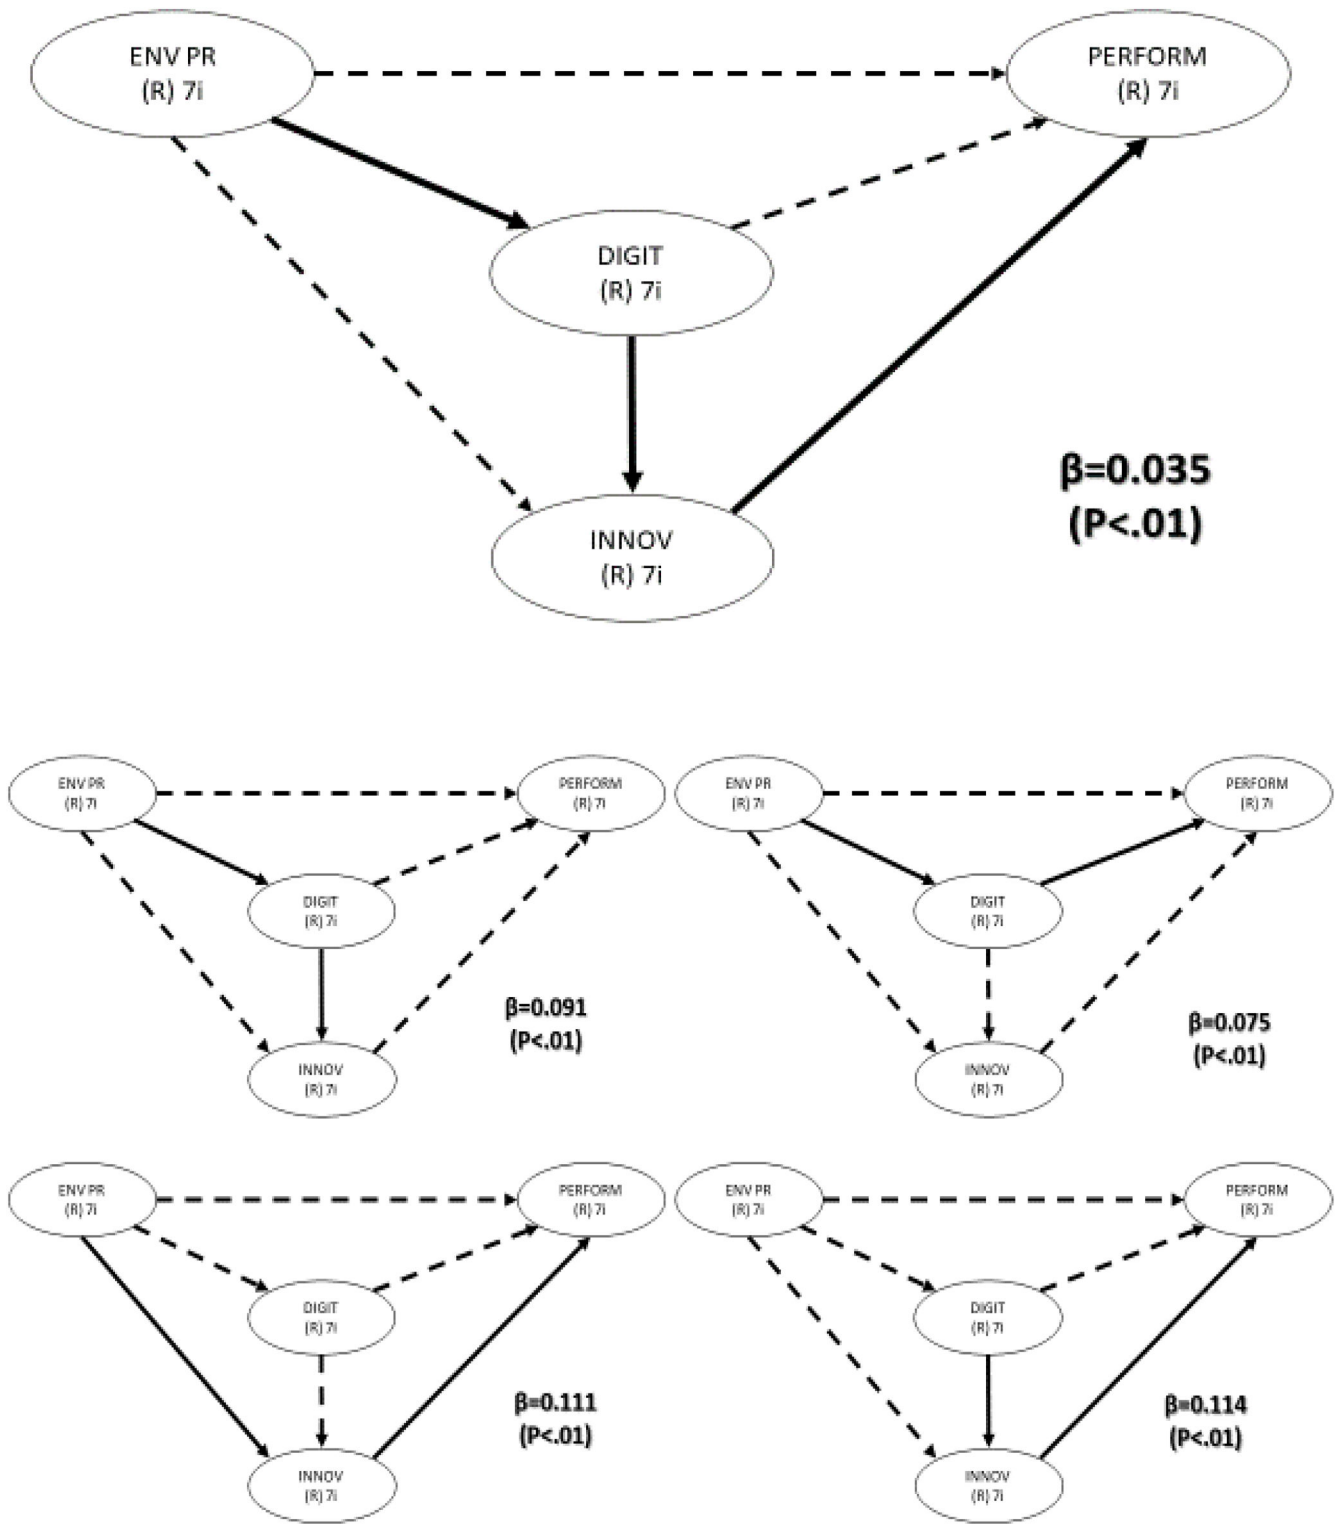 ENV PR
(R) 7i
PERFORM
(R) 7i
DIGIT
(R) 7i
INNOV
(R) 7i
β=0.035
(P<.01)
ENV PR
(R) 7i
PERFORM
(R) 7i
DIGIT
(R) 7i
INNOV
(R) 7i
β=0.091
(P<.01)
ENV PR
(R) 7i
PERFORM
(R) 7i
DIGIT
(R) 7i
INNOV
(R) 7i
β=0.075
(P<.01)
ENV PR
(R) 7i
PERFORM
(R) 7i
DIGIT
(R) 7i
INNOV
(R) 7i
β=0.111
(P<.01)
ENV PR
(R) 7i
PERFORM
(R) 7i
DIGIT
(R) 7i
INNOV
(R) 7i
β=0.114
(P<.01)